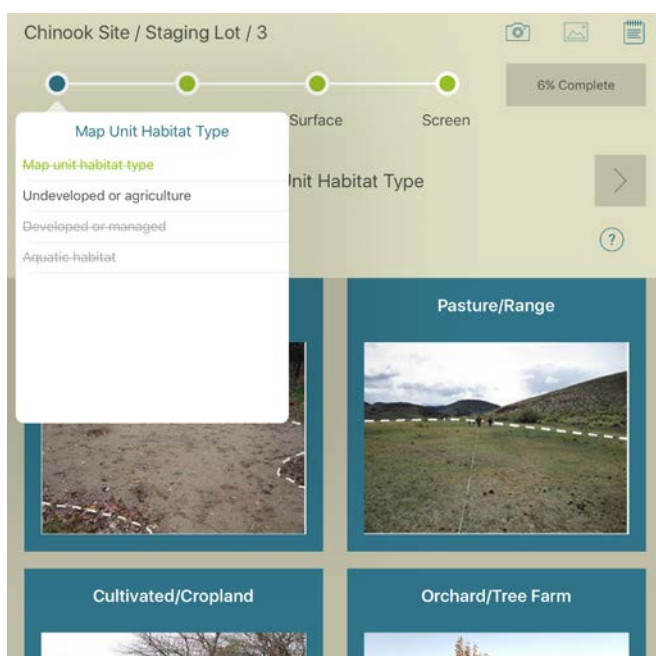 Chinook Site / Staging Lot / 3
6% Complete
Surface
Screen
Map Unit Habitat Type
Map unit habitat type
Undeveloped or agriculture
Developed or managed
Aquatic habitat
Unit Habitat Type
?
Pasture/Range
Cultivated/Cropland
Orchard/Tree Farm